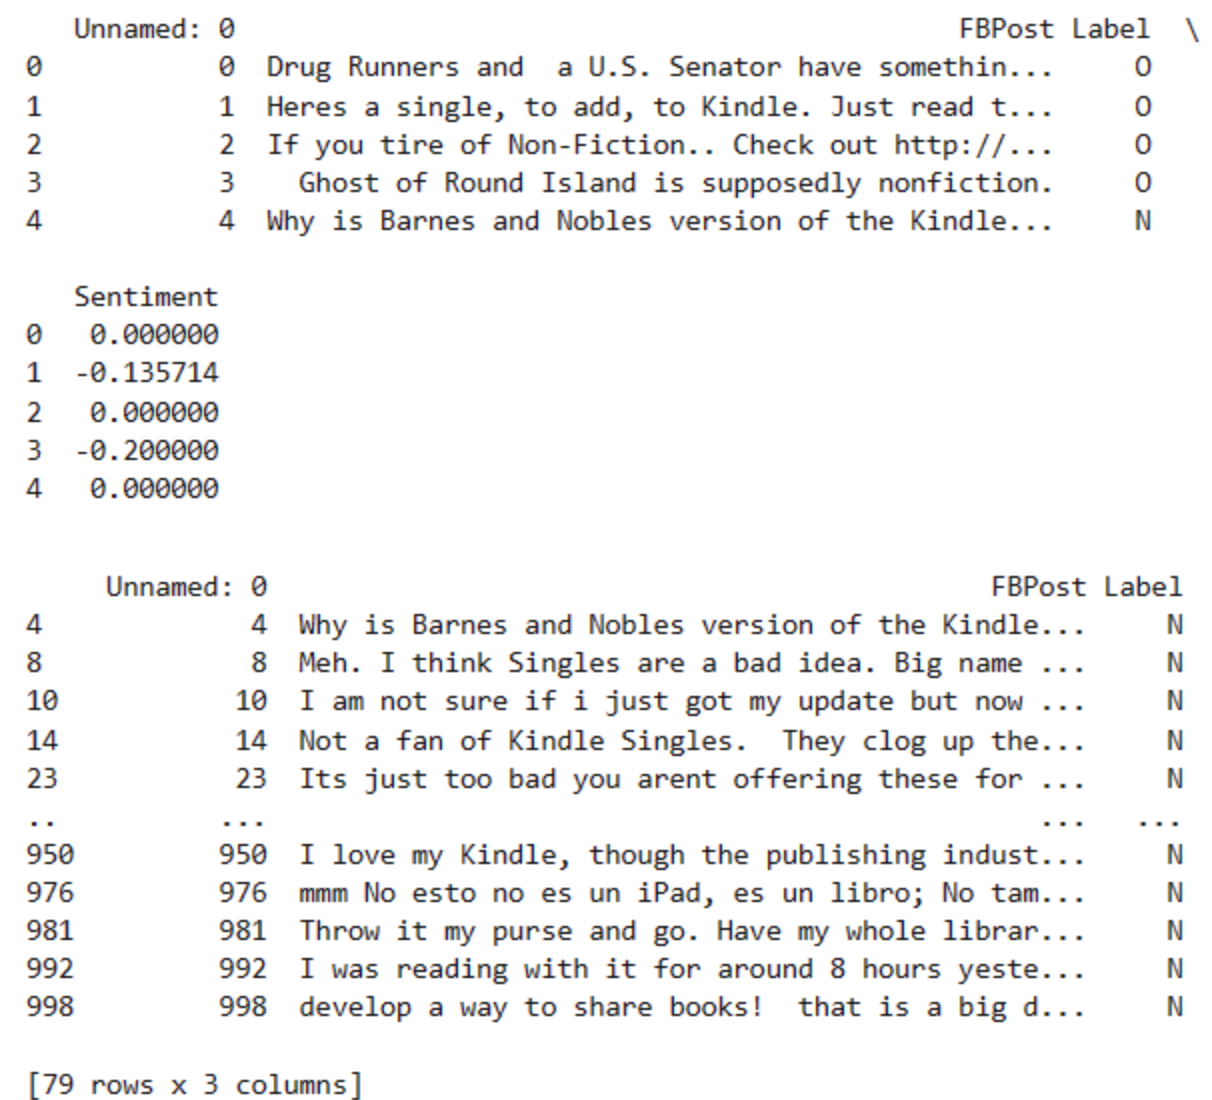 Unnamed: 0 FBPost Label \
0 0 Drug Runners and  a U.S. Senator have somethin... O
1 1 Heres a single, to add, to Kindle. Just read t... O
2 2 If you tire of Non-Fiction.. Check out http://... O
3 3 Ghost of Round Island is supposedly nonfiction. O
4 4 Why is Barnes and Nobles version of the Kindle... N
Sentiment
0 0.000000
1 -0.135714
2 0.000000
3 -0.200000
4 0.000000
Unnamed: 0 FBPost Label
4 4 Why is Barnes and Nobles version of the Kindle... N
8 8 Meh. I think Singles are a bad idea. Big name ... N
10 10 I am not sure if i just got my update but now ... N
14 14 Not a fan of Kindle Singles.  They clog up the... N
23 23 Its just too bad you arent offering these for ... N
.. ... ... ...
950 950 I love my Kindle, though the publishing indust... N
976 976 mmm No esto no es un iPad, es un libro; No tam... N
981 981 Throw it my purse and go. Have my whole librar... N
992 992 I was reading with it for around 8 hours yeste... N
998 998 develop a way to share books!  that is a big d... N
[79 rows x 3 columns]